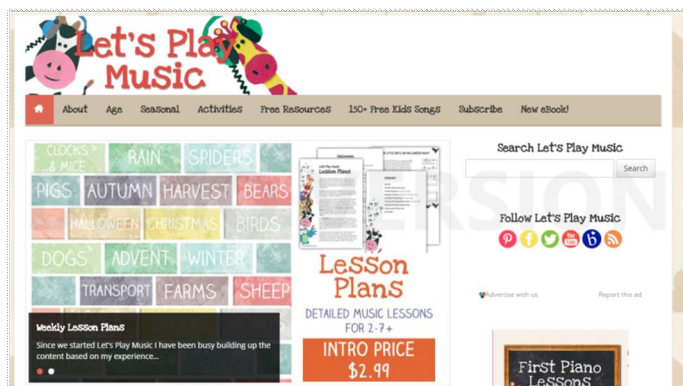 Let's Play
Music
About Age Seasonal Activities Free Resources 150+ Free Kids Songs Subscribe New eBook!
CLOCKS
& MICE
RAIN
SPIDERS
PIGS
AUTUMN
HARVEST
BEARS
HALLOWEEN
CHRISTMAS
BIRDS
DOGS
ADVENT
WINTER
TRANSPORT
FARMS
SHEEP
Weekly Lesson Plans
Since we started Let's Play Music I have been busy building up the
content based on my experience...
Lesson Plans
Lesson
Plans
DETAILED MUSIC LESSONS
FOR 2-7+
INTRO PRICE
$2.99
Search Let's Play Music
Search
Follow Let's Play Music
You
Tube
Advertise with us
Report this ad
First Piano
Lessons